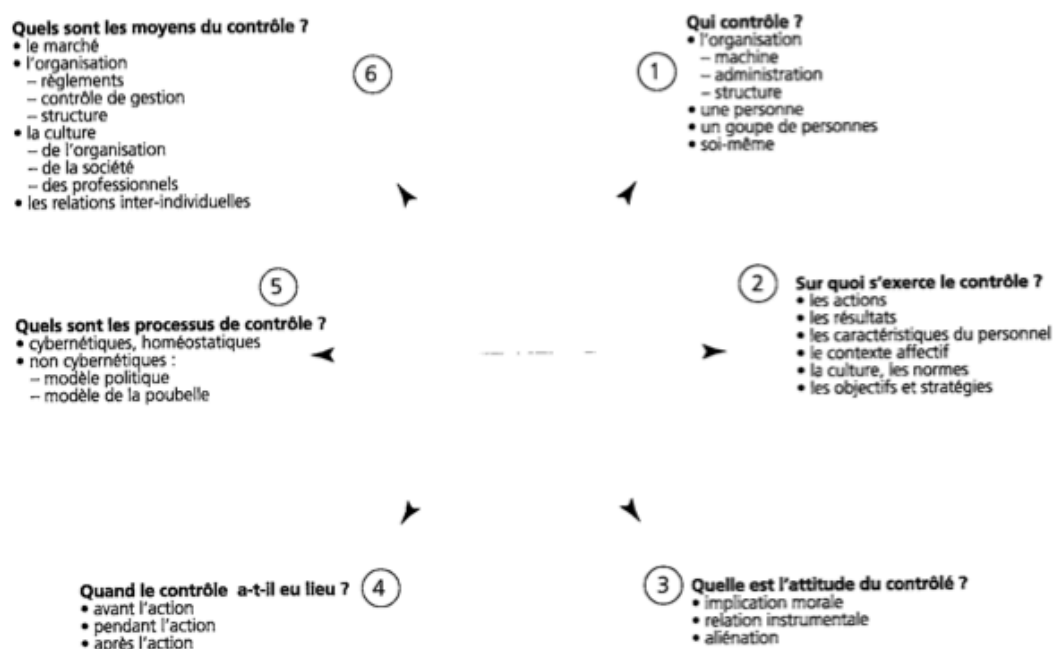 Quels sont les moyens du contrôle ?
• le marché
• l'organisation
– règlements
– contrôle de gestion
– structure
• la culture
– de l'organisation
– de la société
– des professionnels
• les relations inter-individuelles
6
1
Qui contrôle ?
• l'organisation
– machine
– administration
– structure
• une personne
• un goupe de personnes
• soi-même
5
Quels sont les processus de contrôle ?
• cybernétiques, homéostatiques
• non cybernétiques :
– modèle politique
– modèle de la poubelle
2
Sur quoi s'exerce le contrôle ?
• les actions
• les résultats
• les caractéristiques du personnel
• le contexte affectif
• la culture, les normes
• les objectifs et stratégies
Quand le contrôle a-t-il eu lieu ?
4
• avant l'action
• pendant l'action
• après l'action
3
Quelle est l'attitude du contrôlé ?
• implication morale
• relation instrumentale
• aliénation